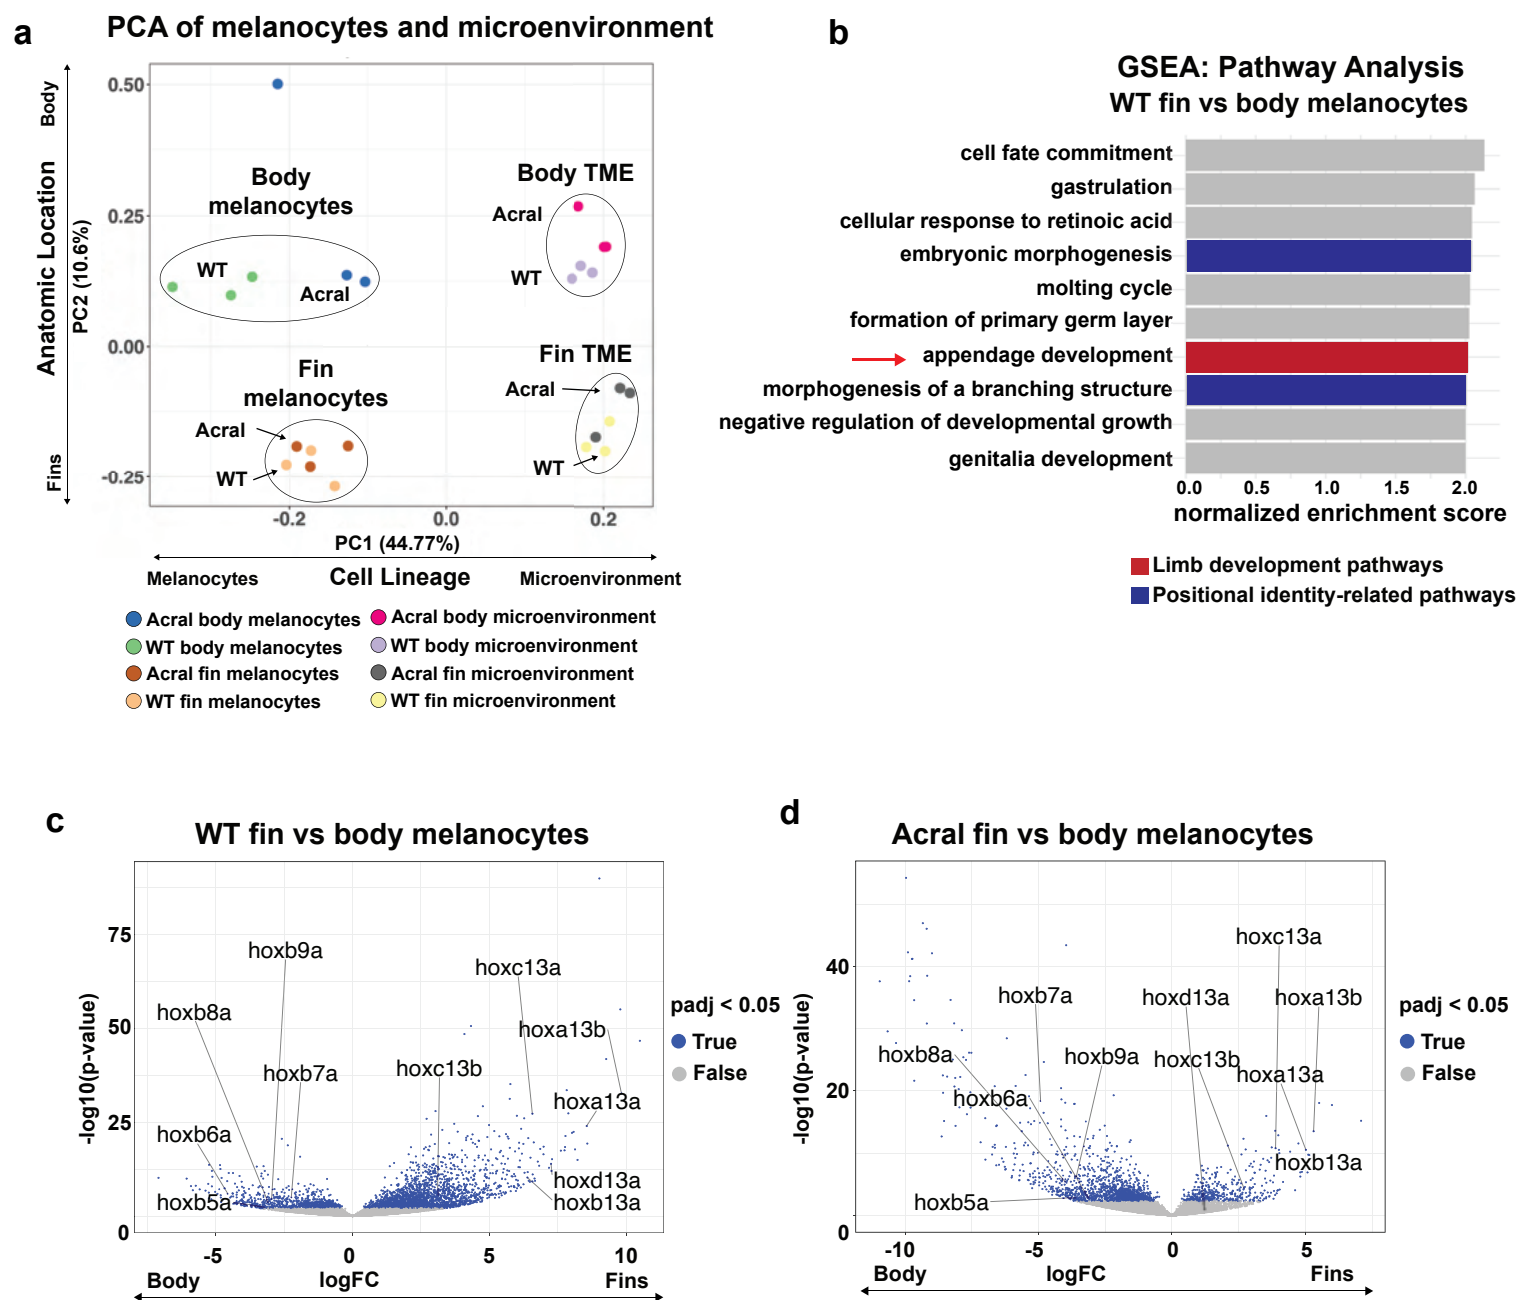 a
PCA of melanocytes and microenvironment
Body
Anatomic Location
Fins
PC2 (10.6%)
0.50
0.25
0.00
-0.25
Body
melanocytes
WT
Acral
Body TME
Acral
WT
Fin
melanocytes
Acral
WT
Fin TME
Acral
WT
-0.2
0.0
0.2
PC1 (44.77%)
Melanocytes
Cell Lineage
Microenvironment
Acral body melanocytes
Acral body microenvironment
WT body melanocytes
WT body microenvironment
Acral fin melanocytes
Acral fin microenvironment
WT fin melanocytes
WT fin microenvironment
b
GSEA: Pathway Analysis
WT fin vs body melanocytes
cell fate commitment
gastrulation
cellular response to retinoic acid
embryonic morphogenesis
molting cycle
formation of primary germ layer
appendage development
morphogenesis of a branching structure
negative regulation of developmental growth
genitalia development
0.0 0.5 1.0 1.5 2.0
normalized enrichment score
Limb development pathways
Positional identity-related pathways
c
WT fin vs body melanocytes
-log10(p-value)
75
50
25
0
hoxb9a
hoxc13a
hoxb8a
hoxa13b
hoxb7a
hoxc13b
hoxa13a
hoxb6a
hoxd13a
hoxb5a
hoxb13a
-5
0
5
10
Body
logFC
Fins
padj < 0.05
True
False
d
Acral fin vs body melanocytes
-log10(p-value)
40
20
0
hoxc13a
hoxb7a
hoxd13a
hoxa13b
hoxb8a
hoxb9a
hoxc13b
hoxa13a
hoxb6a
hoxb13a
hoxb5a
-10
-5
0
5
Body
logFC
Fins
padj < 0.05
True
False